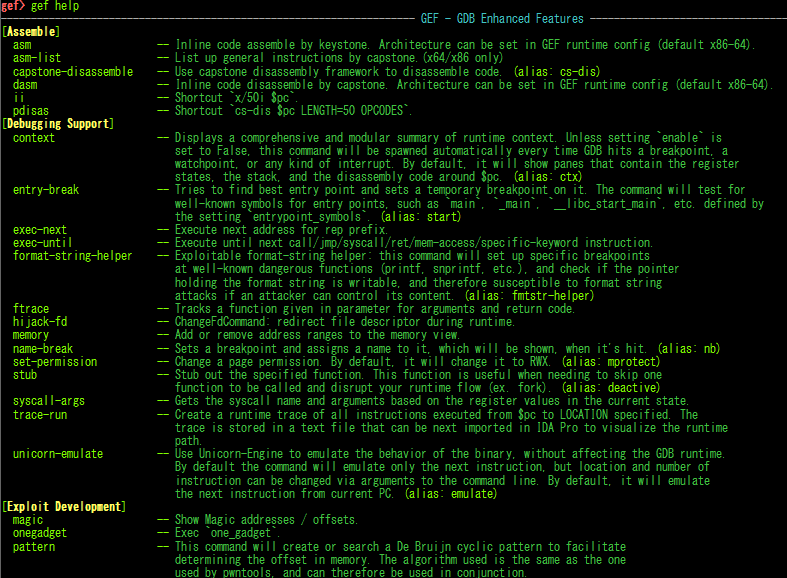 gef> gef help
GEF - GDB Enhanced Features
[Assemble]
asm -- Inline code assemble by keystone. Architecture can be set in GEF runtime config (default x86-64).
asm-list -- List up general instructions by capstone.(x64/x86 only)
capstone-disassemble -- Use capstone disassembly framework to disassemble code. (alias: cs-dis)
dasm -- Inline code disassemble by capstone. Architecture can be set in GEF runtime config (default x86-64).
ii -- Shortcut `x/50i $pc`.
pdisas -- Shortcut `cs-dis $pc LENGTH=50 OPCODES`.
[Debugging Support]
context -- Displays a comprehensive and modular summary of runtime context. Unless setting `enable` is
set to False, this command will be spawned automatically every time GDB hits a breakpoint, a
watchpoint, or any kind of interrupt. By default, it will show panes that contain the register
states, the stack, and the disassembly code around $pc. (alias: ctx)
entry-break -- Tries to find best entry point and sets a temporary breakpoint on it. The command will test for
well-known symbols for entry points, such as `main`, `_main`, `__libc_start_main`, etc. defined by
the setting `entrypoint_symbols`. (alias: start)
exec-next -- Execute next address for rep prefix.
exec-until -- Execute until next call/jmp/syscall/ret/mem-access/specific-keyword instruction.
format-string-helper -- Exploitable format-string helper: this command will set up specific breakpoints
at well-known dangerous functions (printf, snprintf, etc.), and check if the pointer
holding the format string is writable, and therefore susceptible to format string
attacks if an attacker can control its content. (alias: fmtstr-helper)
ftrace -- Tracks a function given in parameter for arguments and return code.
hijack-fd -- ChangeFdCommand: redirect file descriptor during runtime.
memory -- Add or remove address ranges to the memory view.
name-break -- Sets a breakpoint and assigns a name to it, which will be shown, when it's hit. (alias: nb)
set-permission -- Change a page permission. By default, it will change it to RWX. (alias: mprotect)
stub -- Stub out the specified function. This function is useful when needing to skip one
function to be called and disrupt your runtime flow (ex. fork). (alias: deactive)
syscall-args -- Gets the syscall name and arguments based on the register values in the current state.
trace-run -- Create a runtime trace of all instructions executed from $pc to LOCATION specified. The
trace is stored in a text file that can be next imported in IDA Pro to visualize the runtime
path.
unicorn-emulate -- Use Unicorn-Engine to emulate the behavior of the binary, without affecting the GDB runtime.
By default the command will emulate only the next instruction, but location and number of
instruction can be changed via arguments to the command line. By default, it will emulate
the next instruction from current PC. (alias: emulate)
[Exploit Development]
magic -- Show Magic addresses / offsets.
onegadget -- Exec `one_gadget`.
pattern -- This command will create or search a De Bruijn cyclic pattern to facilitate
determining the offset in memory. The algorithm used is the same as the one
used by pwntools, and can therefore be used in conjunction.